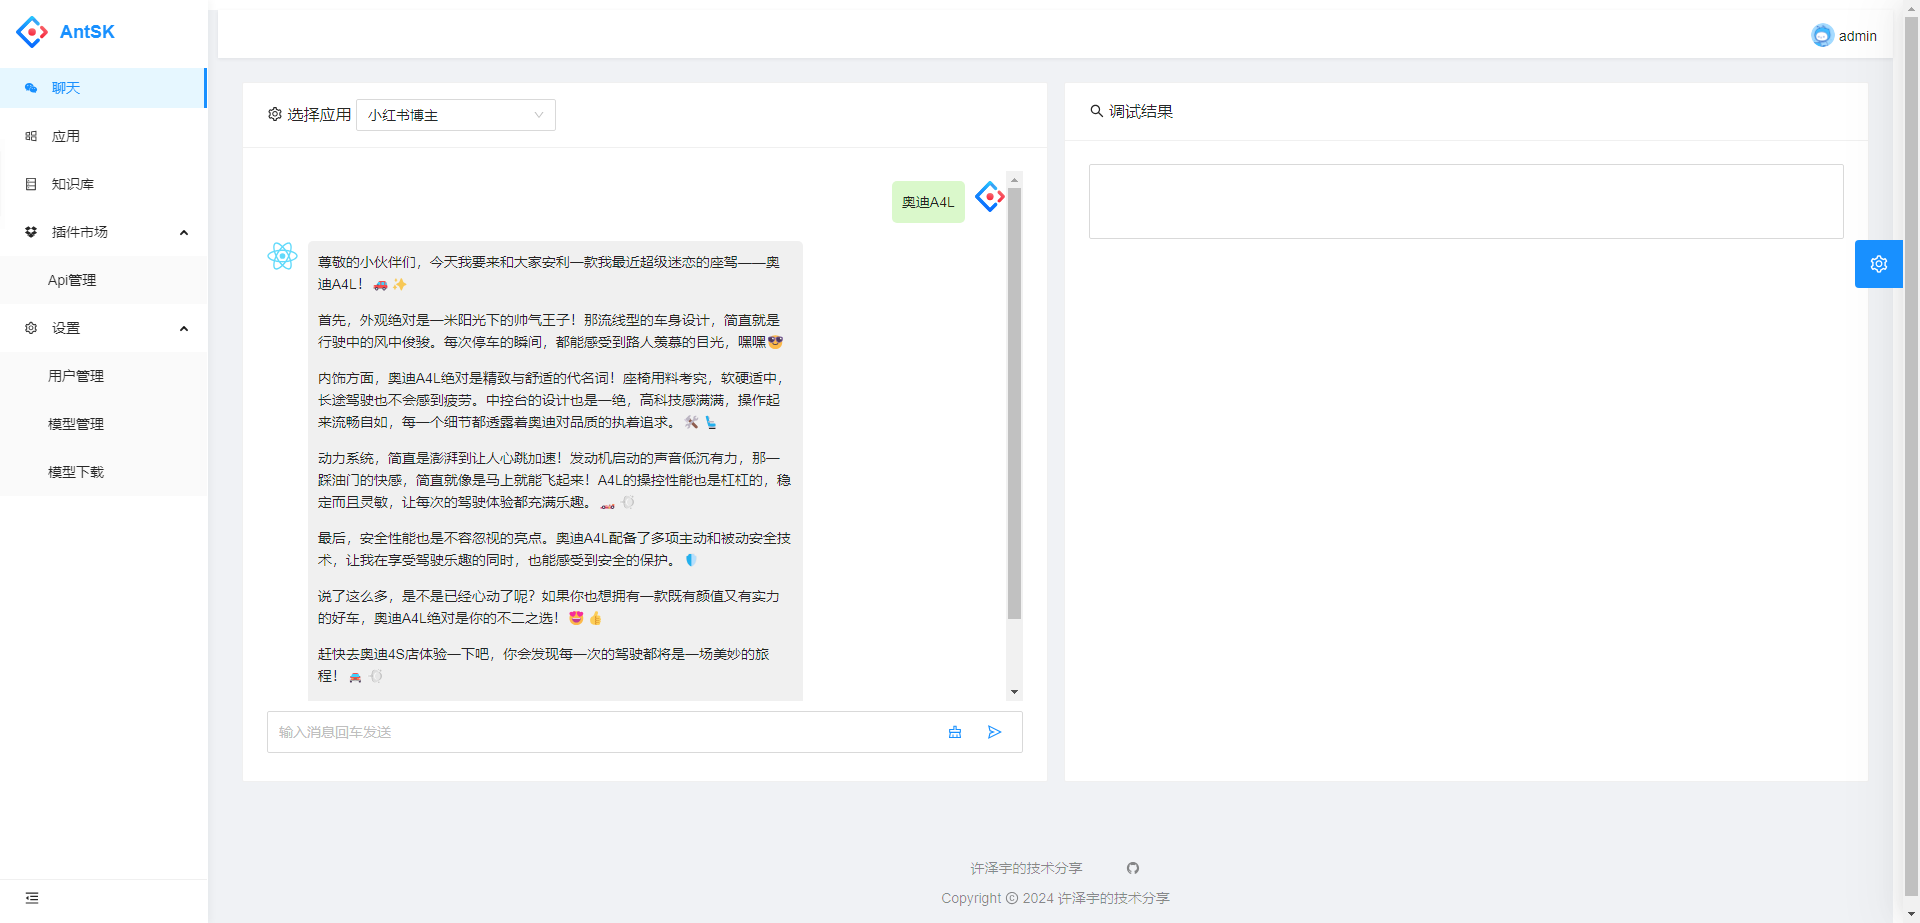 AntSK
聊天
应用
知识库
插件市场
Api管理
设置
用户管理
模型管理
模型下载
admin
选择应用 小红书博主
奥迪A4L
尊敬的小伙伴们，今天我要来和大家安利一款我最近超级迷恋的座驾——奥
迪A4L！🚗✨
首先，外观绝对是一米阳光下的帅气王子！那流线型的车身设计，简直就是
行驶中的风中俊骏。每次停车的瞬间，都能感受到路人羡慕的目光，嘿嘿😎
内饰方面，奥迪A4L绝对是精致与舒适的代名词！座椅用料考究，软硬适中，
长途驾驶也不会感到疲劳。中控台的设计也是一绝，高科技感满满，操作起
来流畅自如，每一个细节都透露着奥迪对品质的执着追求。🛠💺
动力系统，简直是澎湃到让人心跳加速！发动机启动的声音低沉有力，那一
踩油门的快感，简直就像是马上就能飞起来！A4L的操控性能也是杠杠的，稳
定而且灵敏，让每次的驾驶体验都充满乐趣。🏎💨
最后，安全性能也是不容忽视的亮点。奥迪A4L配备了多项主动和被动安全技
术，让我在享受驾驶乐趣的同时，也能感受到安全的保护。🛡
说了这么多，是不是已经心动了呢？如果你也想拥有一款既有颜值又有实力
的好车，奥迪A4L绝对是你的不二之选！😍👍
赶快去奥迪4S店体验一下吧，你会发现每一次的驾驶都将是一场美妙的旅
程！🚘💨
输入消息回车发送
调试结果
许泽宇的技术分享
Copyright © 2024 许泽宇的技术分享